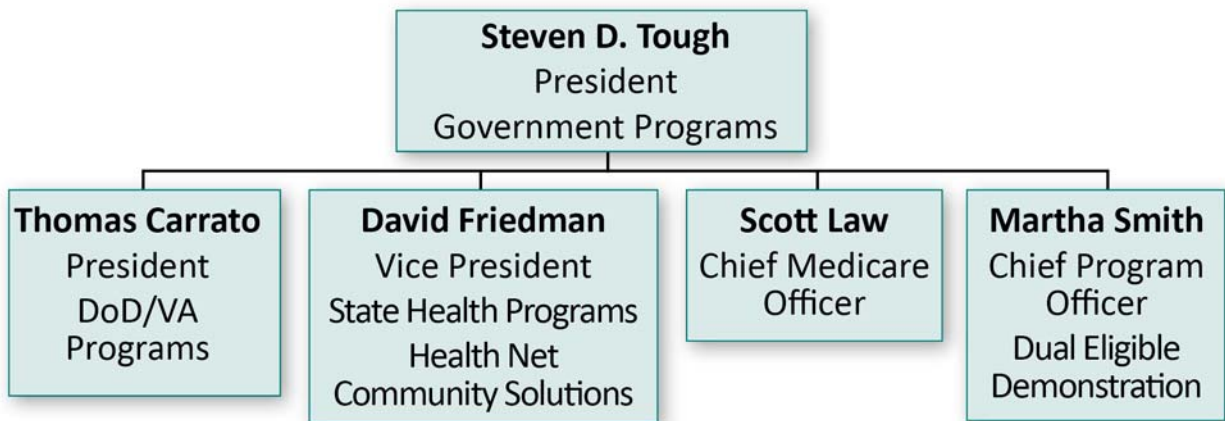 Steven D. Tough
President
Government Programs
Thomas Carrato
President
DoD/VA
Programs
David Friedman
Vice President
State Health Programs
Health Net
Community Solutions
Scott Law
Chief Medicare
Officer
Martha Smith
Chief Program
Officer
Dual Eligible
Demonstration